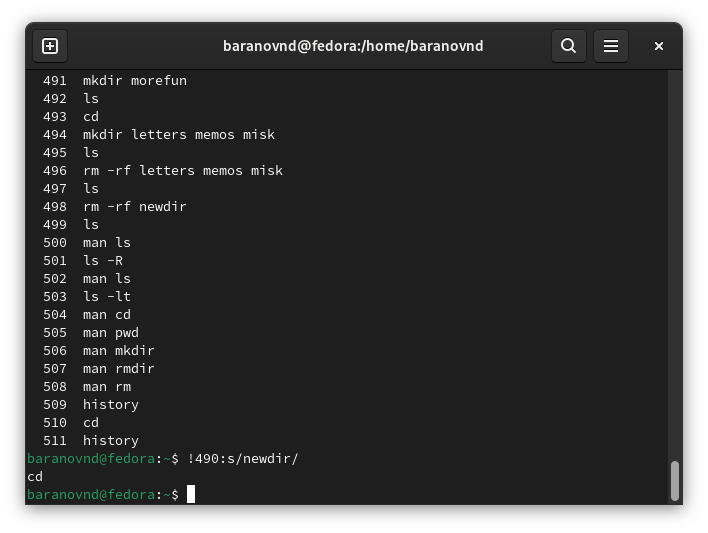 baranovnd@fedora:/home/baranovnd
491 mkdir morefun
492 ls
493 cd
494 mkdir letters memos misk
495 ls
496 rm -rf letters memos misk
497 ls
498 rm -rf newdir
499 ls
500 man ls
501 ls -R
502 man ls
503 ls -lt
504 man cd
505 man pwd
506 man mkdir
507 man rmdir
508 man rm
509 history
510 cd
511 history
baranovnd@fedora:~$ !490:s/newdir/
cd
baranovnd@fedora:~$